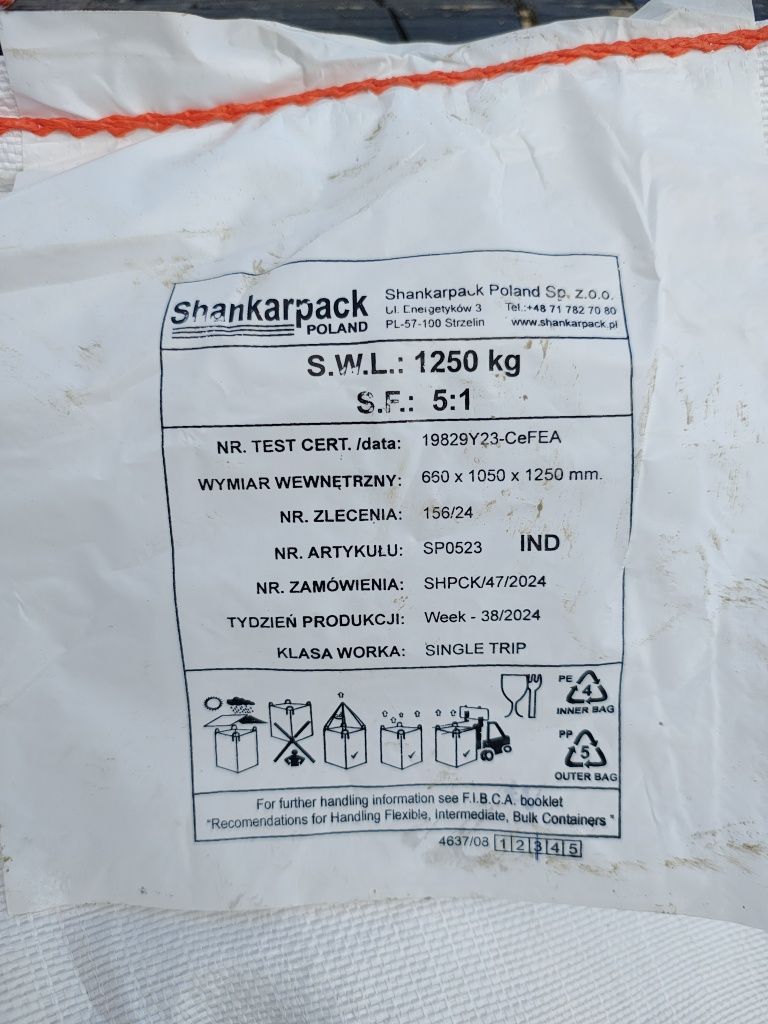 Shankarpack
POLAND
Shankarpack Poland Sp. z.o.o.
Ul. Energetyków 3 Tel.:+48 71 782 70 80
PL-57-100 Strzelin www.shankarpack.pl
S.W.L.: 1250 kg
S.F.: 5:1
NR. TEST CERT. /data: 19829Y23-CeFEA
WYMIAR WEWNĘTRZNY: 660 x 1050 x 1250 mm.
NR. ZLECENIA: 156/24
NR. ARTYKUŁU: SP0523 IND
NR. ZAMÓWIENIA: SHPCK/47/2024
TYDZIEŃ PRODUKCJI: Week - 38/2024
KLASA WORKA: SINGLE TRIP
PE
4
INNER BAG
PP
5
OUTER BAG
For further handling information see F.I.B.C.A. booklet
"Recomendations for Handling Flexible, Intermediate, Bulk Containers "
4637/08 1 2 3 4 5